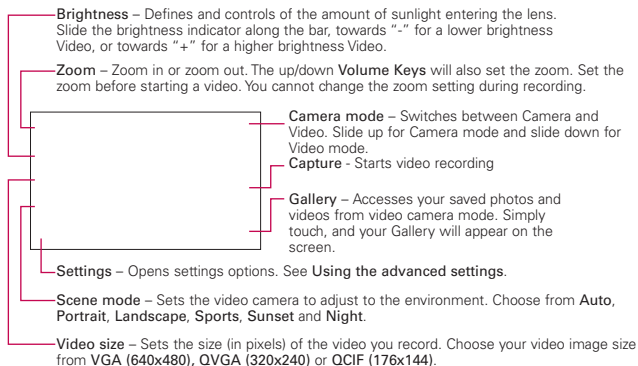 Brightness – Defines and controls of the amount of sunlight entering the lens.
Slide the brightness indicator along the bar, towards “-” for a lower brightness
Video, or towards “+” for a higher brightness Video.
Zoom – Zoom in or zoom out. The up/down Volume Keys will also set the zoom. Set the
zoom before starting a video. You cannot change the zoom setting during recording.
Camera mode – Switches between Camera and
Video. Slide up for Camera mode and slide down for
Video mode.
Capture - Starts video recording
Gallery – Accesses your saved photos and
videos from video camera mode. Simply
touch, and your Gallery will appear on the
screen.
Settings – Opens settings options. See Using the advanced settings.
Scene mode – Sets the video camera to adjust to the environment. Choose from Auto,
Portrait, Landscape, Sports, Sunset and Night.
Video size – Sets the size (in pixels) of the video you record. Choose your video image size
from VGA (640x480), QVGA (320x240) or QCIF (176x144).